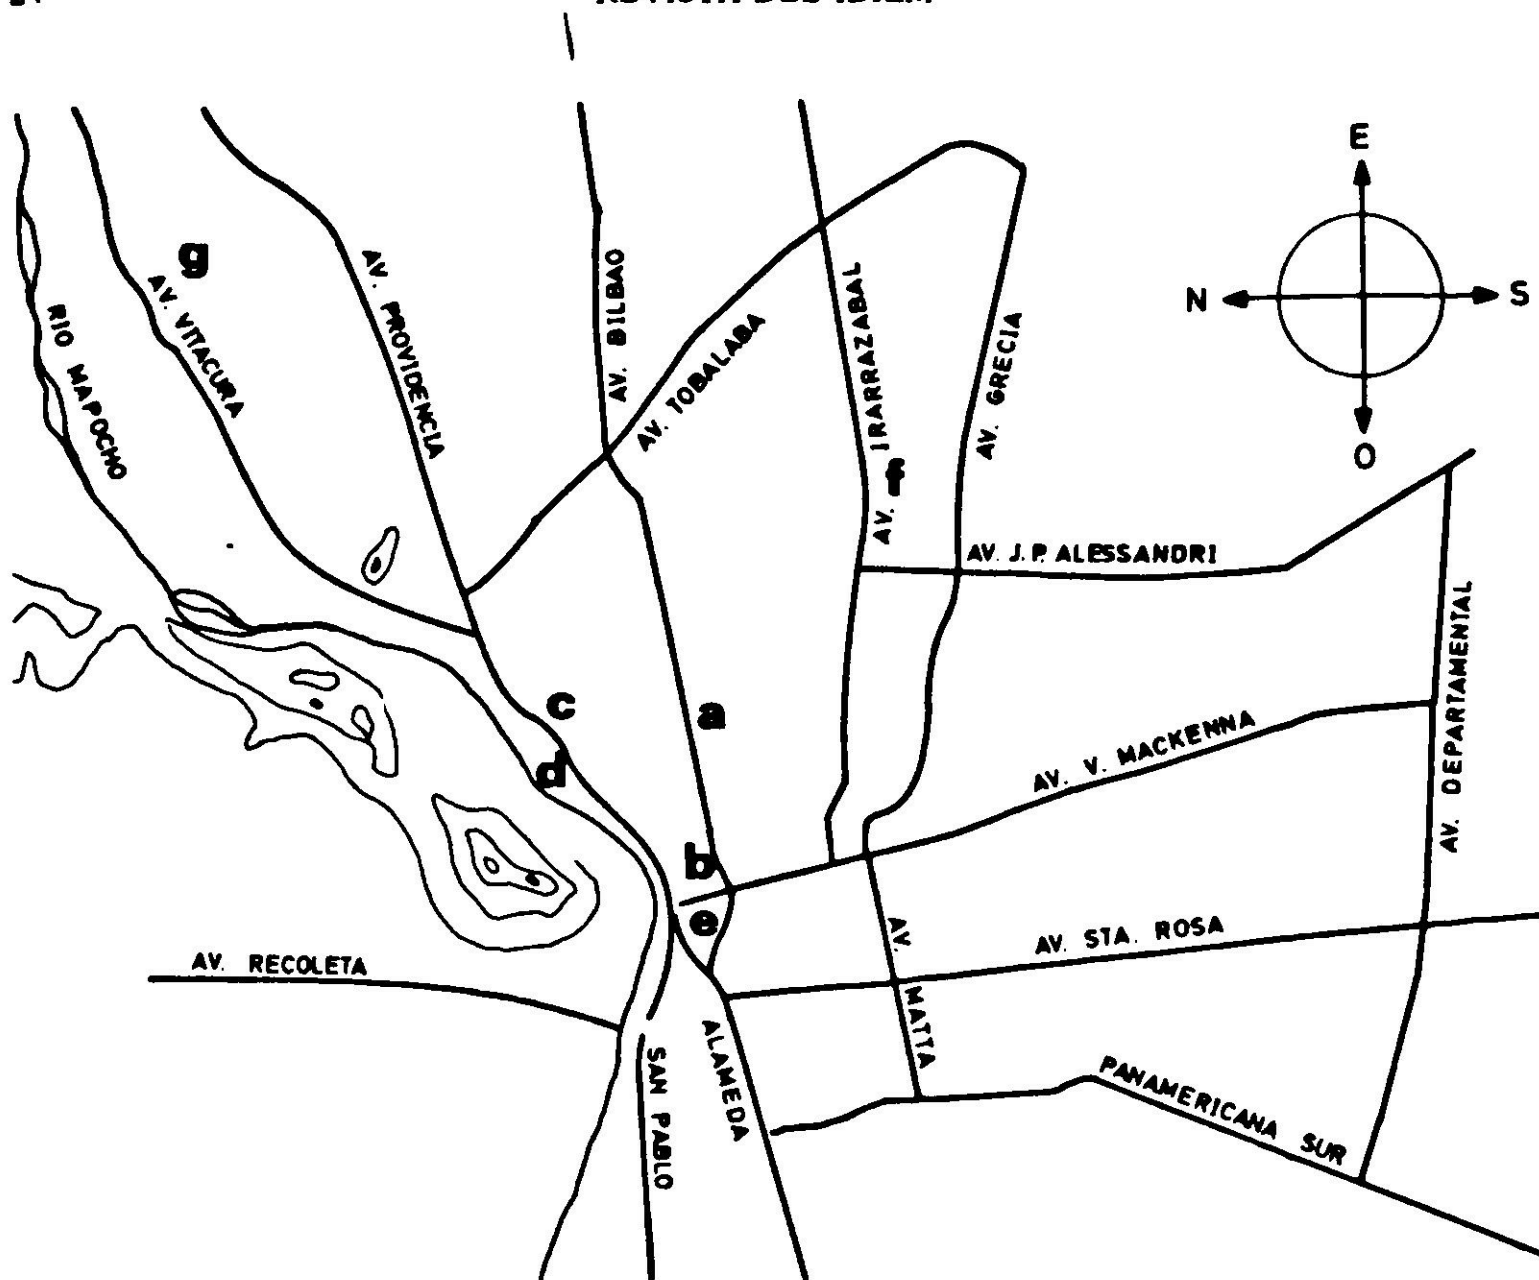 E
N
S
O
g
AV. VITACURA
RIO MAPOCHO
AV. PROVIDENCIA
AV. BILBAO
AV. TOBALABA
AV. IRARRAZABAL
f
AV. GRECIA
AV. J.P. ALESSANDRI
AV. DEPARTAMENTAL
c
a
d
AV. V. MACKENNA
b
e
AV. STA. ROSA
AV. RECOLETA
AV. MATTA
ALAMEDA
SAN PABLO
PANAMERICANA SUR